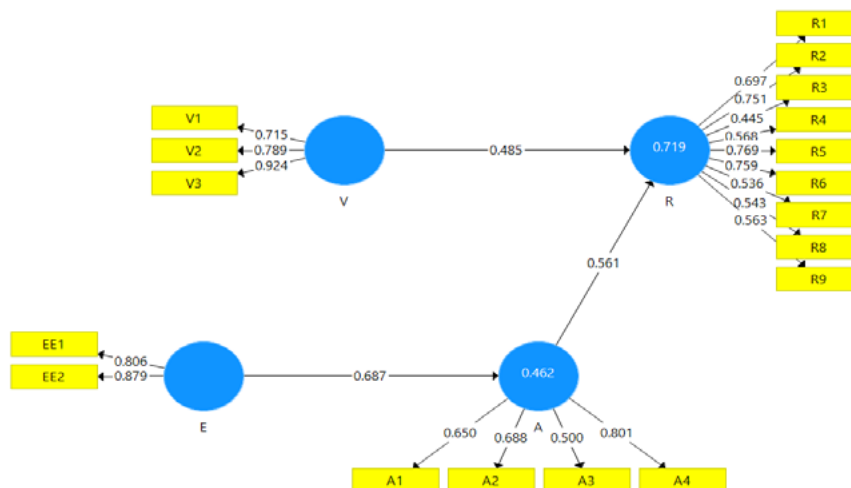 R1
R2
R3
R4
R5
R6
R7
R8
R9
0.697
0.751
0.445
0.568
0.769
0.759
0.536
0.543
0.563
V1
V2
V3
0.715
0.789
0.924
V
0.485
0.719
R
0.561
EE1
EE2
0.806
0.879
E
0.687
0.462
A
0.650
0.688
0.500
0.801
A1
A2
A3
A4